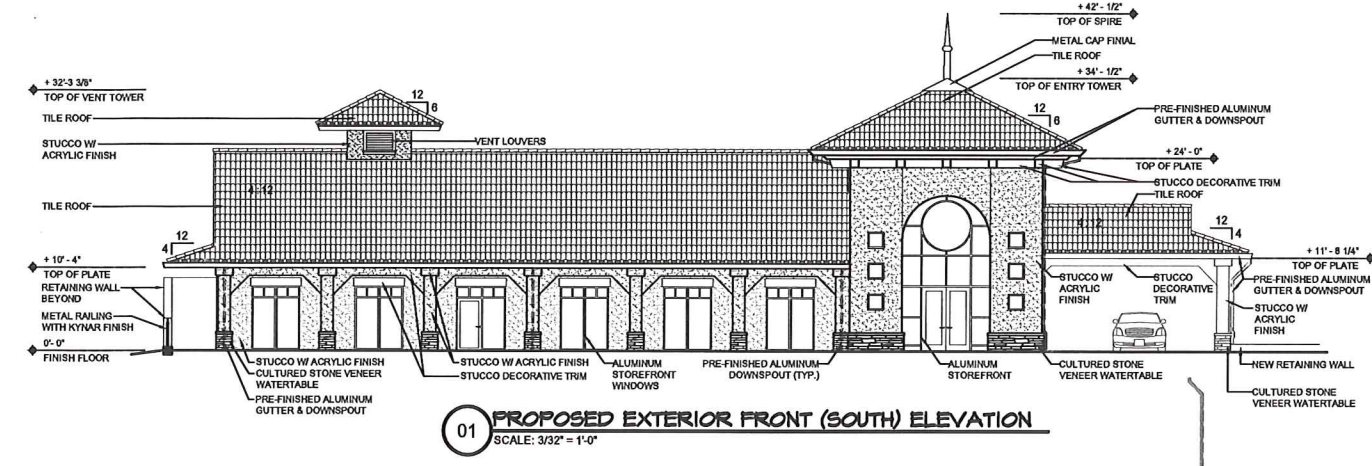 + 42' - 1/2"
TOP OF SPIRE
METAL CAP FINIAL
TILE ROOF
+ 34' - 1/2"
TOP OF ENTRY TOWER
12
6
PRE-FINISHED ALUMINUM
GUTTER & DOWNSPOUT
+ 24' - 0"
TOP OF PLATE
STUCCO DECORATIVE TRIM
TILE ROOF
12
4
4:12
+ 11' - 8 1/4"
TOP OF PLATE
PRE-FINISHED ALUMINUM
GUTTER & DOWNSPOUT
STUCCO W/
ACRYLIC
FINISH
STUCCO
DECORATIVE
TRIM
STUCCO W/
ACRYLIC
FINISH
NEW RETAINING WALL
CULTURED STONE
VENEER WATERTABLE
+ 32'-3 3/8"
TOP OF VENT TOWER
TILE ROOF
12
6
STUCCO W/
ACRYLIC FINISH
VENT LOUVERS
4:12
TILE ROOF
12
4
+ 10' - 4"
TOP OF PLATE
RETAINING WALL
BEYOND
METAL RAILING
WITH KYNAR FINISH
0'- 0"
FINISH FLOOR
STUCCO W/ ACRYLIC FINISH
CULTURED STONE VENEER
WATERTABLE
PRE-FINISHED ALUMINUM
GUTTER & DOWNSPOUT
STUCCO W/ ACRYLIC FINISH
STUCCO DECORATIVE TRIM
ALUMINUM
STOREFRONT
WINDOWS
PRE-FINISHED ALUMINUM
DOWNSPOUT (TYP.)
ALUMINUM
STOREFRONT
CULTURED STONE
VENEER WATERTABLE
01
PROPOSED EXTERIOR FRONT (SOUTH) ELEVATION
SCALE: 3/32" = 1'-0"